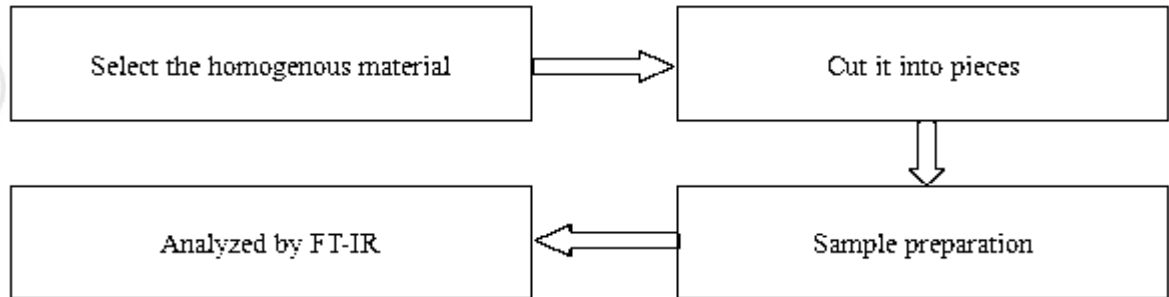 Select the homogenous material
Cut it into pieces
Sample preparation
Analyzed by FT-IR